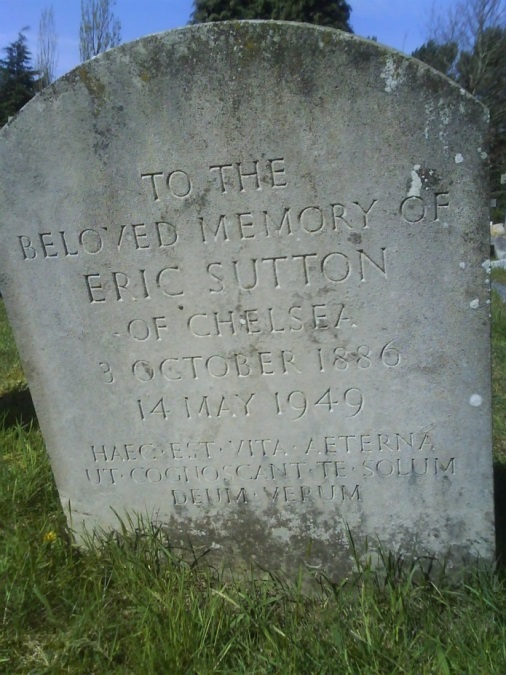 TO THE
BELOVED MEMORY OF
ERIC SUTTON
OF CHELSEA
3 OCTOBER 1886
14 MAY 1949
HAEC·EST·VITA·AETERNA
UT·COGNOSCANT·TE·SOLUM
DEUM·VERUM